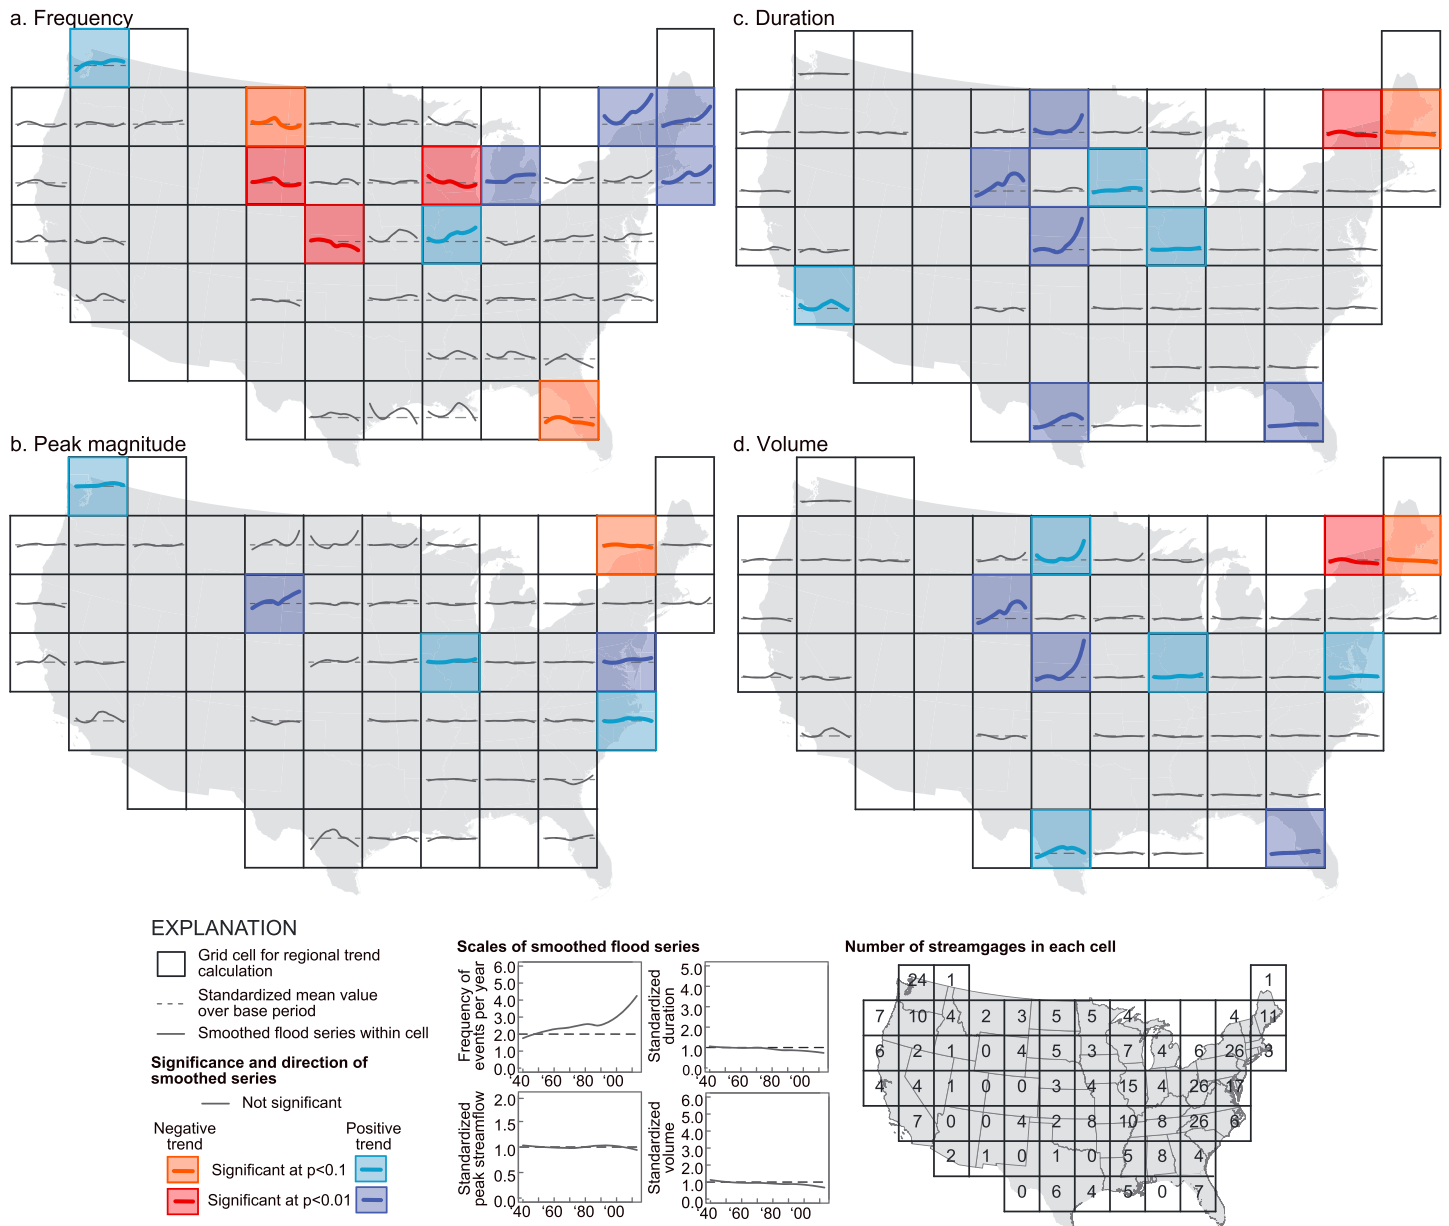 a. Frequency
c. Duration
b. Peak magnitude
d. Volume
EXPLANATION
Grid cell for regional trend
calculation
Standardized mean value
over base period
Smoothed flood series within cell
Significance and direction of
smoothed series
Not significant
Negative
trend
Positive
trend
Significant at p<0.1
Significant at p<0.01
Scales of smoothed flood series
Frequency of
events per year
6.0
5.0
4.0
3.0
2.0
1.0
0.0
'40 '60 '80 '00
Standardized
duration
5.0
4.0
3.0
2.0
1.0
0.0
'40 '60 '80 '00
Standardized
peak streamflow
2.0
1.5
1.0
0.5
0.0
'40 '60 '80 '00
Standardized
volume
6.0
5.0
4.0
3.0
2.0
1.0
0.0
'40 '60 '80 '00
Number of streamgages in each cell
24 1 1
7 10 4 2 3 5 5 4 4 11
6 2 1 0 4 5 3 7 4 6 26 3
4 4 1 0 0 3 4 15 4 26 17
7 0 0 4 2 8 10 8 26 6
2 1 0 1 0 5 8 4
0 6 4 5 0 7